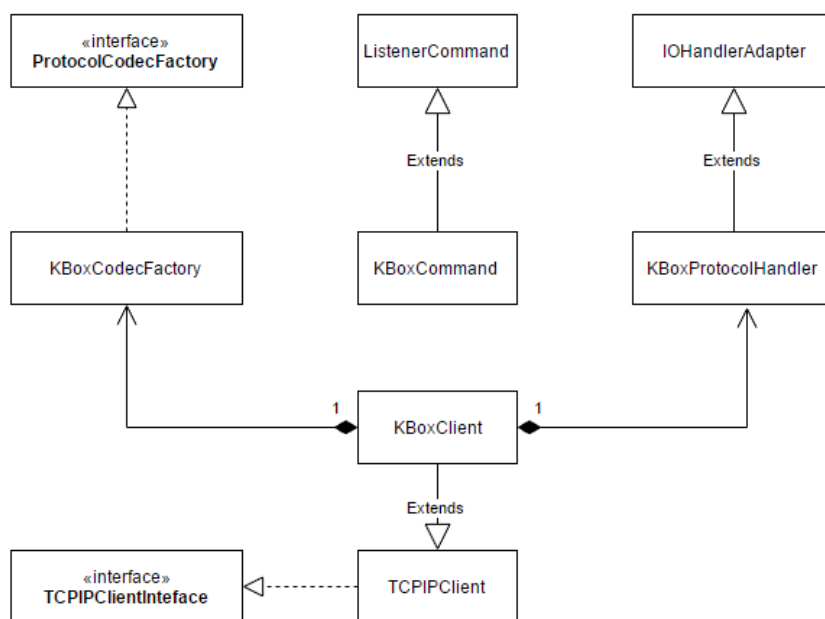 «interface»
ProtocolCodecFactory
ListenerCommand
IOHandlerAdapter
Extends
Extends
KBoxCodecFactory
KBoxCommand
KBoxProtocolHandler
1
KBoxClient
1
Extends
«interface»
TCPIPClientInteface
TCPIPClient